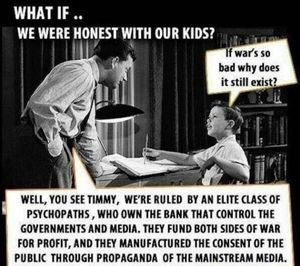 WHAT IF ..
WE WERE HONEST WITH OUR KIDS?
If war's so
bad why does
it still exist?
WELL, YOU SEE TIMMY, WE'RE RULED BY AN ELITE CLASS OF
PSYCHOPATHS , WHO OWN THE BANK THAT CONTROL THE
GOVERNMENTS AND MEDIA. THEY FUND BOTH SIDES OF WAR
FOR PROFIT, AND THEY MANUFACTURED THE CONSENT OF THE
PUBLIC THROUGH PROPAGANDA OF THE MAINSTREAM MEDIA.